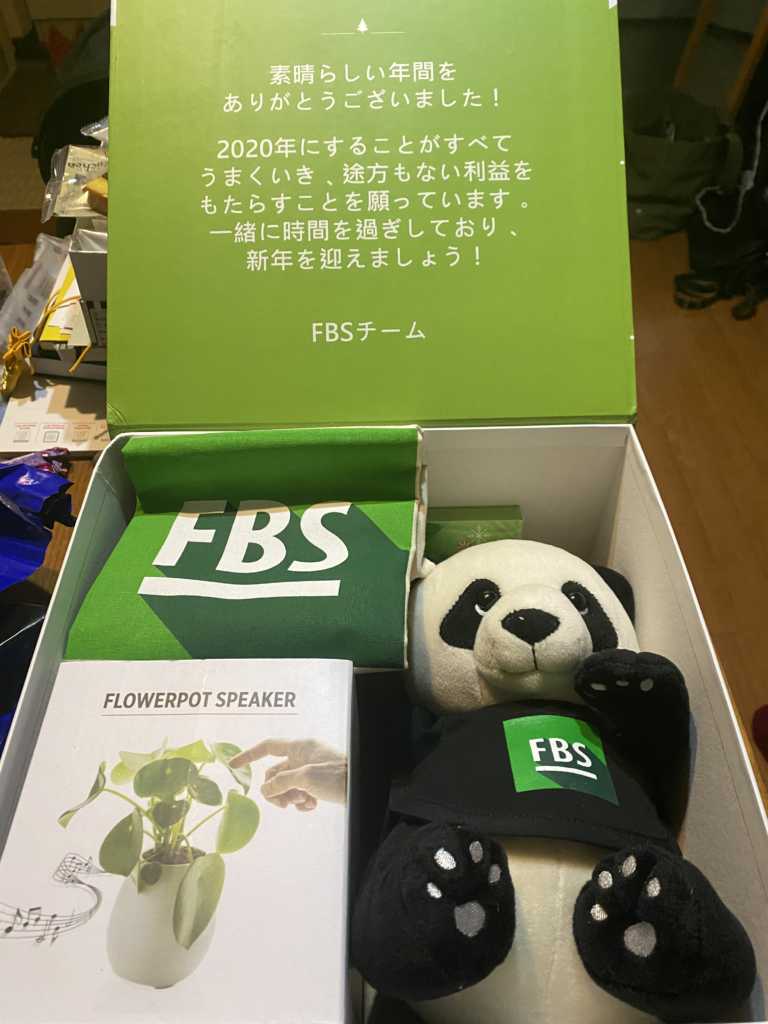 素晴らしい年間を
ありがとうございました！
2020年にすることがすべて
うまくいき、途方もない利益を
もたらすことを願っています。
一緒に時間を過ぎしており、
新年を迎えましょう！
FBSチーム
FBS
FLOWERPOT SPEAKER
FBS